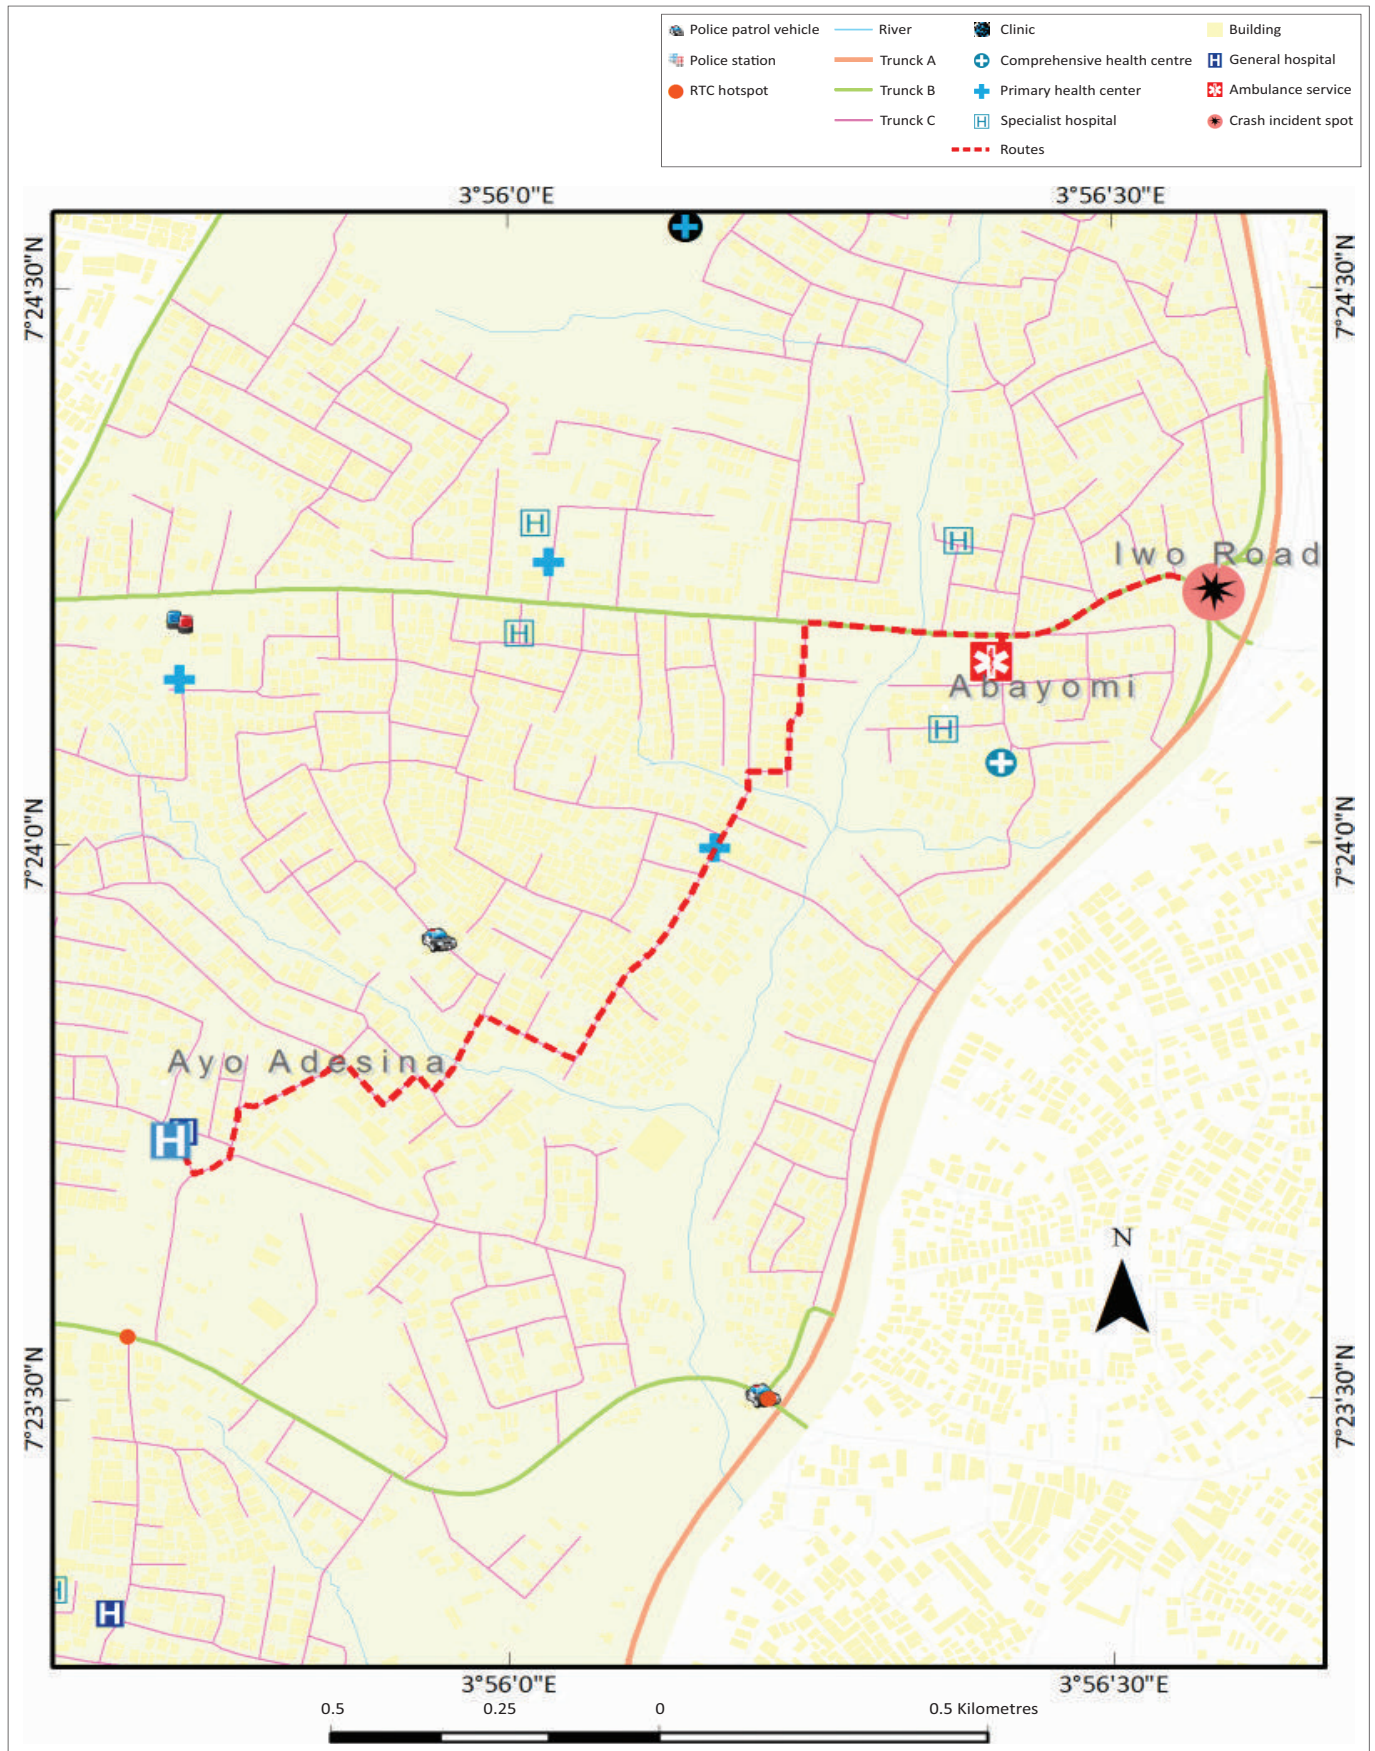 Police patrol vehicle River Clinic Building
Police station Trunck A Comprehensive health centre General hospital
RTC hotspot Trunck B Primary health center Ambulance service
Trunck C Specialist hospital Crash incident spot
Routes
3°56'0"E 3°56'30"E
7°24'30"N 7°24'30"N
Iwo Road
Abayomi
7°24'0"N 7°24'0"N
Ayo Adesina
N
7°23'30"N 7°23'30"N
3°56'0"E 3°56'30"E
0.5 0.25 0 0.5 Kilometres